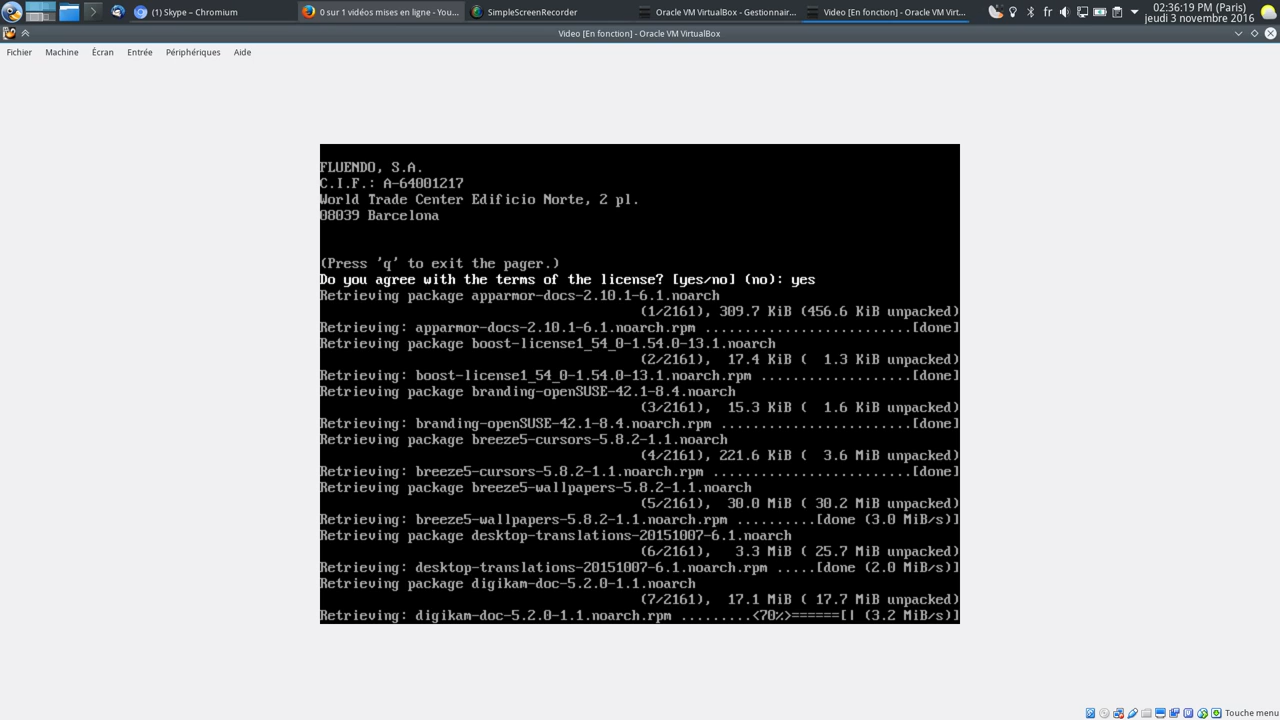 (1) Skype – Chromium
0 sur 1 vidéos mises en ligne - You...
SimpleScreenRecorder
Oracle VM VirtualBox - Gestionnair...
Video [En fonction] - Oracle VM Virt...
fr
02:36:19 PM (Paris)
jeudi 3 novembre 2016
Video [En fonction] - Oracle VM VirtualBox
Fichier Machine Écran Entrée Périphériques Aide
FLUENDO, S.A.
C.I.F.: A-64001217
World Trade Center Edificio Norte, 2 pl.
08039 Barcelona
(Press 'q' to exit the pager.)
Do you agree with the terms of the license? [yes/no] (no): yes
Retrieving package apparmor-docs-2.10.1-6.1.noarch
(1/2161), 309.7 KiB (456.6 KiB unpacked)
Retrieving: apparmor-docs-2.10.1-6.1.noarch.rpm ..........................[done]
Retrieving package boost-license1_54_0-1.54.0-13.1.noarch
(2/2161),  17.4 KiB (  1.3 KiB unpacked)
Retrieving: boost-license1_54_0-1.54.0-13.1.noarch.rpm ...................[done]
Retrieving package branding-openSUSE-42.1-8.4.noarch
(3/2161),  15.3 KiB (  1.6 KiB unpacked)
Retrieving: branding-openSUSE-42.1-8.4.noarch.rpm ........................[done]
Retrieving package breeze5-cursors-5.8.2-1.1.noarch
(4/2161), 221.6 KiB (  3.6 MiB unpacked)
Retrieving: breeze5-cursors-5.8.2-1.1.noarch.rpm .........................[done]
Retrieving package breeze5-wallpapers-5.8.2-1.1.noarch
(5/2161),  30.0 MiB ( 30.2 MiB unpacked)
Retrieving: breeze5-wallpapers-5.8.2-1.1.noarch.rpm ..........[done (3.0 MiB/s)]
Retrieving package desktop-translations-20151007-6.1.noarch
(6/2161),   3.3 MiB ( 25.7 MiB unpacked)
Retrieving: desktop-translations-20151007-6.1.noarch.rpm .....[done (2.0 MiB/s)]
Retrieving package digikam-doc-5.2.0-1.1.noarch
(7/2161),  17.1 MiB ( 17.7 MiB unpacked)
Retrieving: digikam-doc-5.2.0-1.1.noarch.rpm .........<70%>======[| (3.2 MiB/s)]
Touche menu